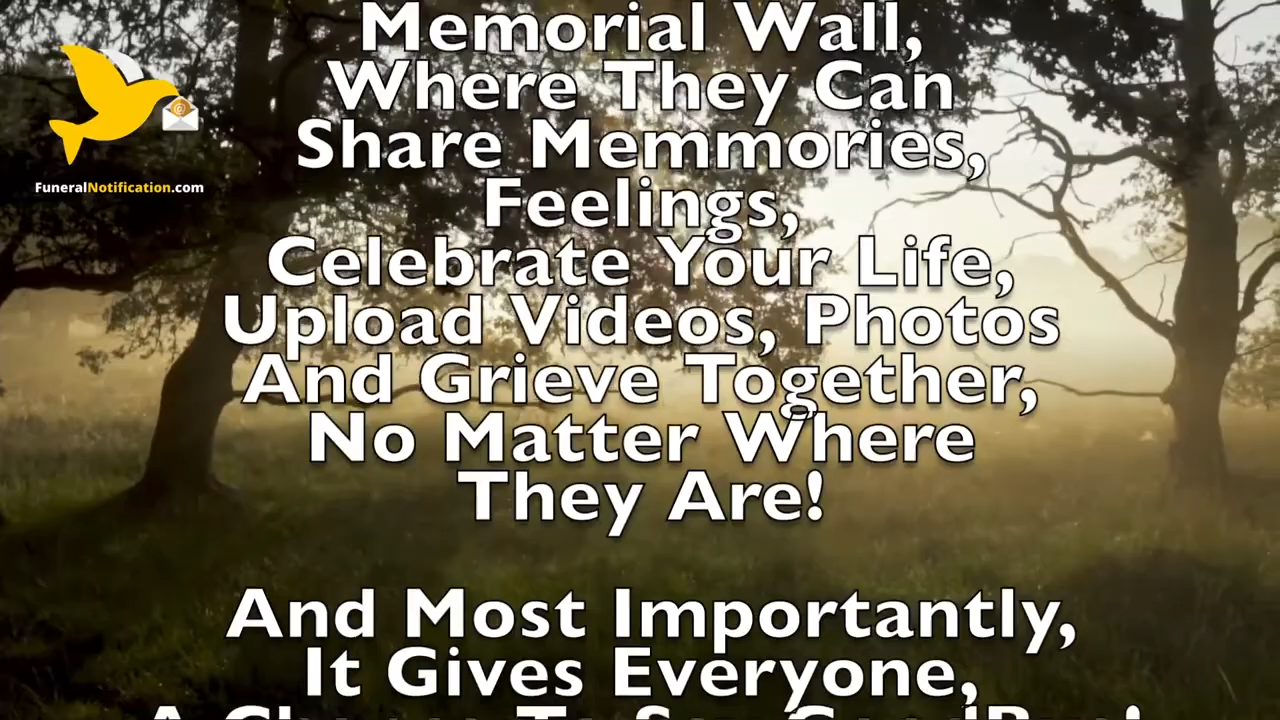 Memorial Wall,
Where They Can
Share Memmories,
Feelings,
Celebrate Your Life,
Upload Videos, Photos
And Grieve Together,
No Matter Where
They Are!
And Most Importantly,
It Gives Everyone,
FuneralNotification.com